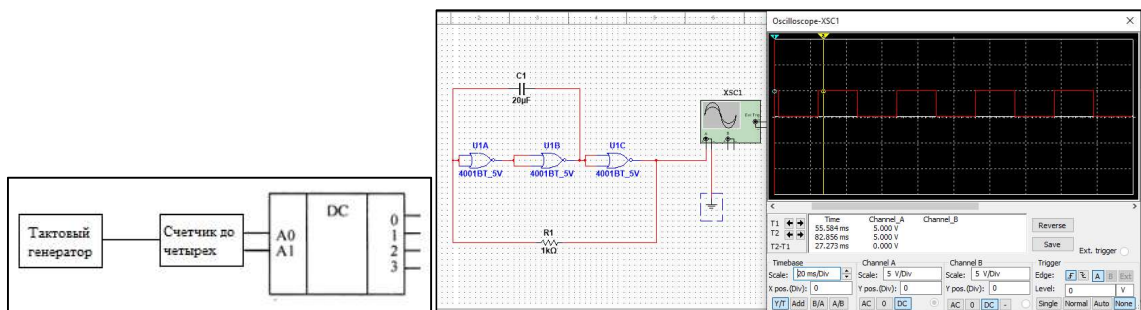 Тактовый
генератор
Счетчик до
четырех
DC
A0
A1
0
1
2
3
C1
20µF
XSC1
Ext Trig
A
B
U1A
U1B
U1C
4001BT_5V
4001BT_5V
4001BT_5V
R1
1kΩ
Oscilloscope-XSC1
Time Channel_A Channel_B
T1 55.584 ms 5.000 V
T2 82.856 ms 5.000 V
T2-T1 27.273 ms 0.000 V
Reverse
Save
Ext. trigger
Timebase
Scale: 20 ms/Div
X pos.(Div): 0
Y/T Add B/A A/B
Channel A
Scale: 5 V/Div
Y pos.(Div): 0
AC 0 DC
Channel B
Scale: 5 V/Div
Y pos.(Div): 0
AC 0 DC -
Trigger
Edge: A B Ext
Level: 0 V
Single Normal Auto None